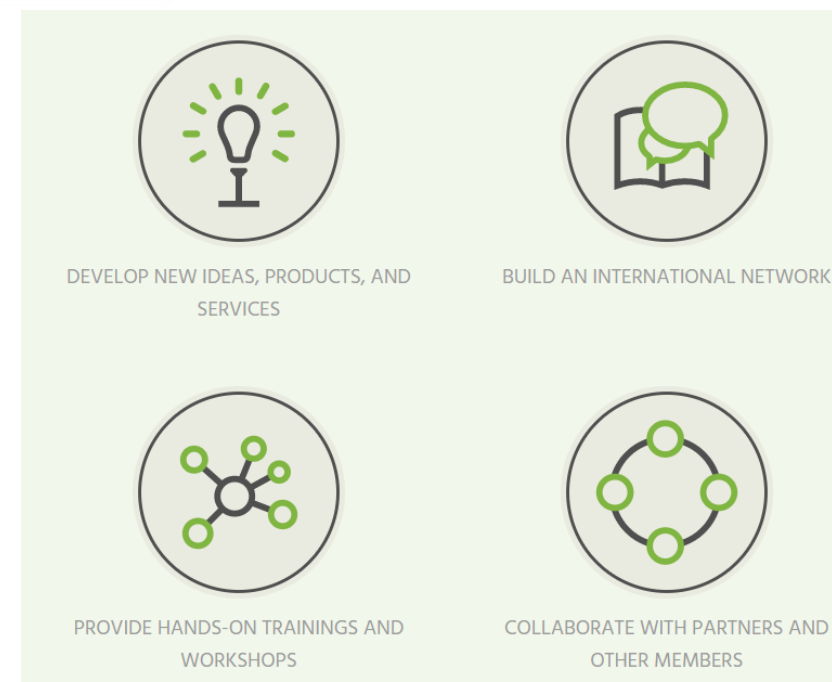 DEVELOP NEW IDEAS, PRODUCTS, AND
SERVICES
BUILD AN INTERNATIONAL NETWORK
PROVIDE HANDS-ON TRAININGS AND
WORKSHOPS
COLLABORATE WITH PARTNERS AND
OTHER MEMBERS